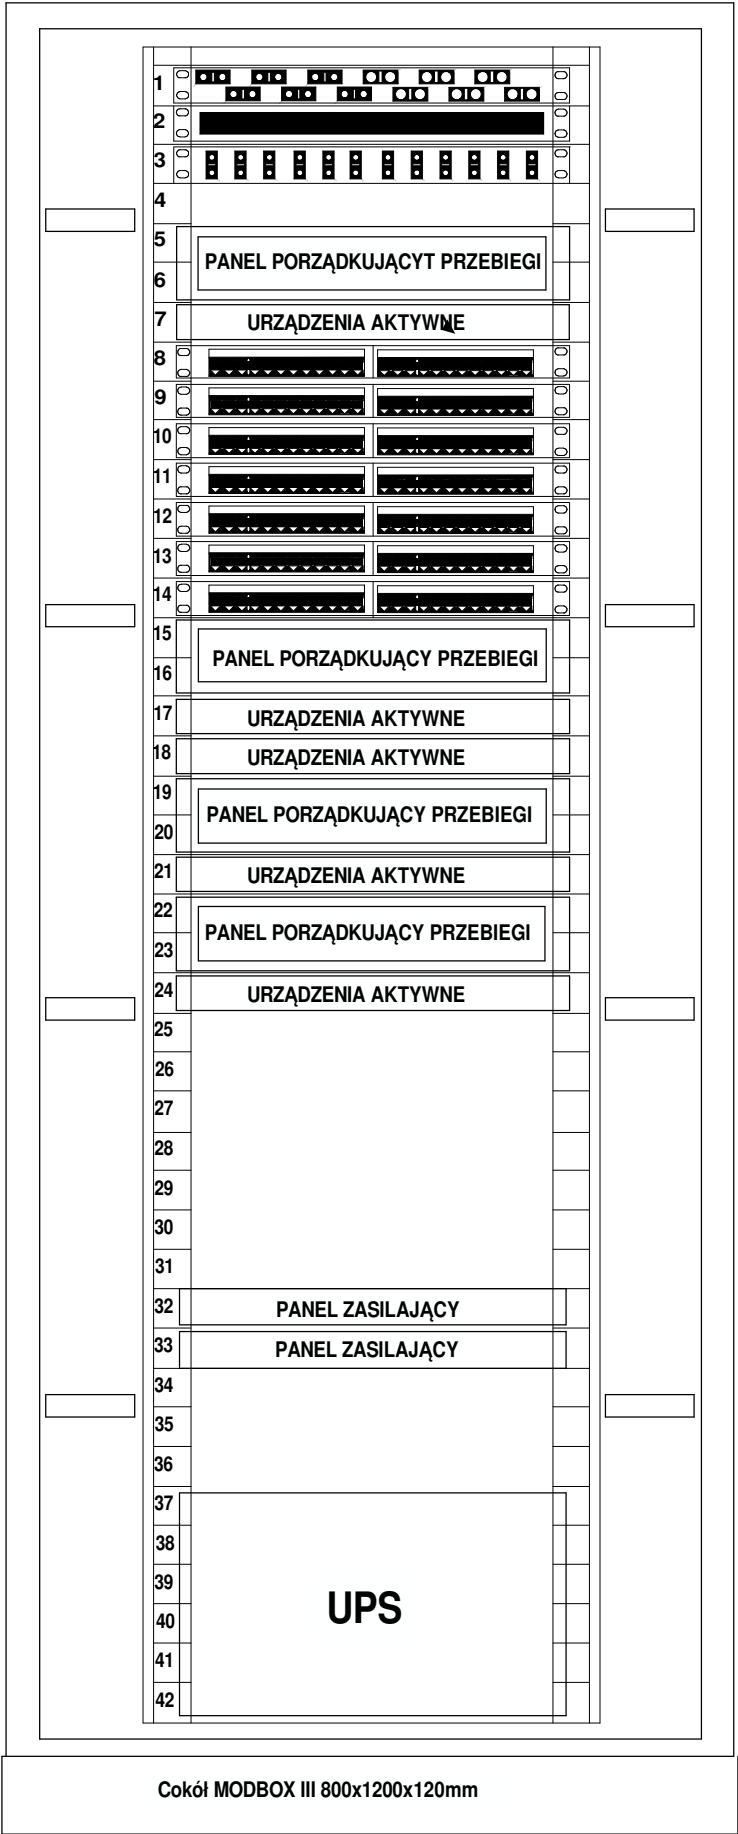 1
2
3
4
5
PANEL PORZĄDKUJĄCYT PRZEBIEGI
6
7 URZĄDZENIA AKTYWNE
8
9
10
11
12
13
14
15
PANEL PORZĄDKUJĄCY PRZEBIEGI
16
17 URZĄDZENIA AKTYWNE
18 URZĄDZENIA AKTYWNE
19
PANEL PORZĄDKUJĄCY PRZEBIEGI
20
21 URZĄDZENIA AKTYWNE
22
PANEL PORZĄDKUJĄCY PRZEBIEGI
23
24 URZĄDZENIA AKTYWNE
25
26
27
28
29
30
31
32 PANEL ZASILAJĄCY
33 PANEL ZASILAJĄCY
34
35
36
37
38
39
UPS
40
41
42
Cokół MODBOX III 800x1200x120mm